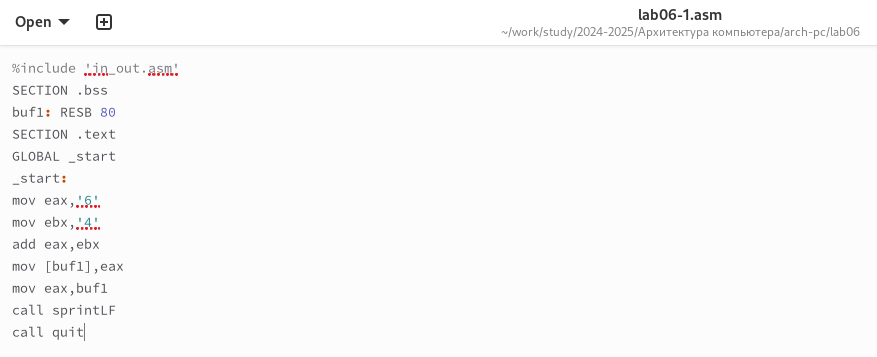 Open
lab06-1.asm
~/work/study/2024-2025/Архитектура компьютера/arch-pc/lab06
%include 'in_out.asm'
SECTION .bss
buf1: RESB 80
SECTION .text
GLOBAL _start
_start:
mov eax,'6'
mov ebx,'4'
add eax,ebx
mov [buf1],eax
mov eax,buf1
call sprintLF
call quit